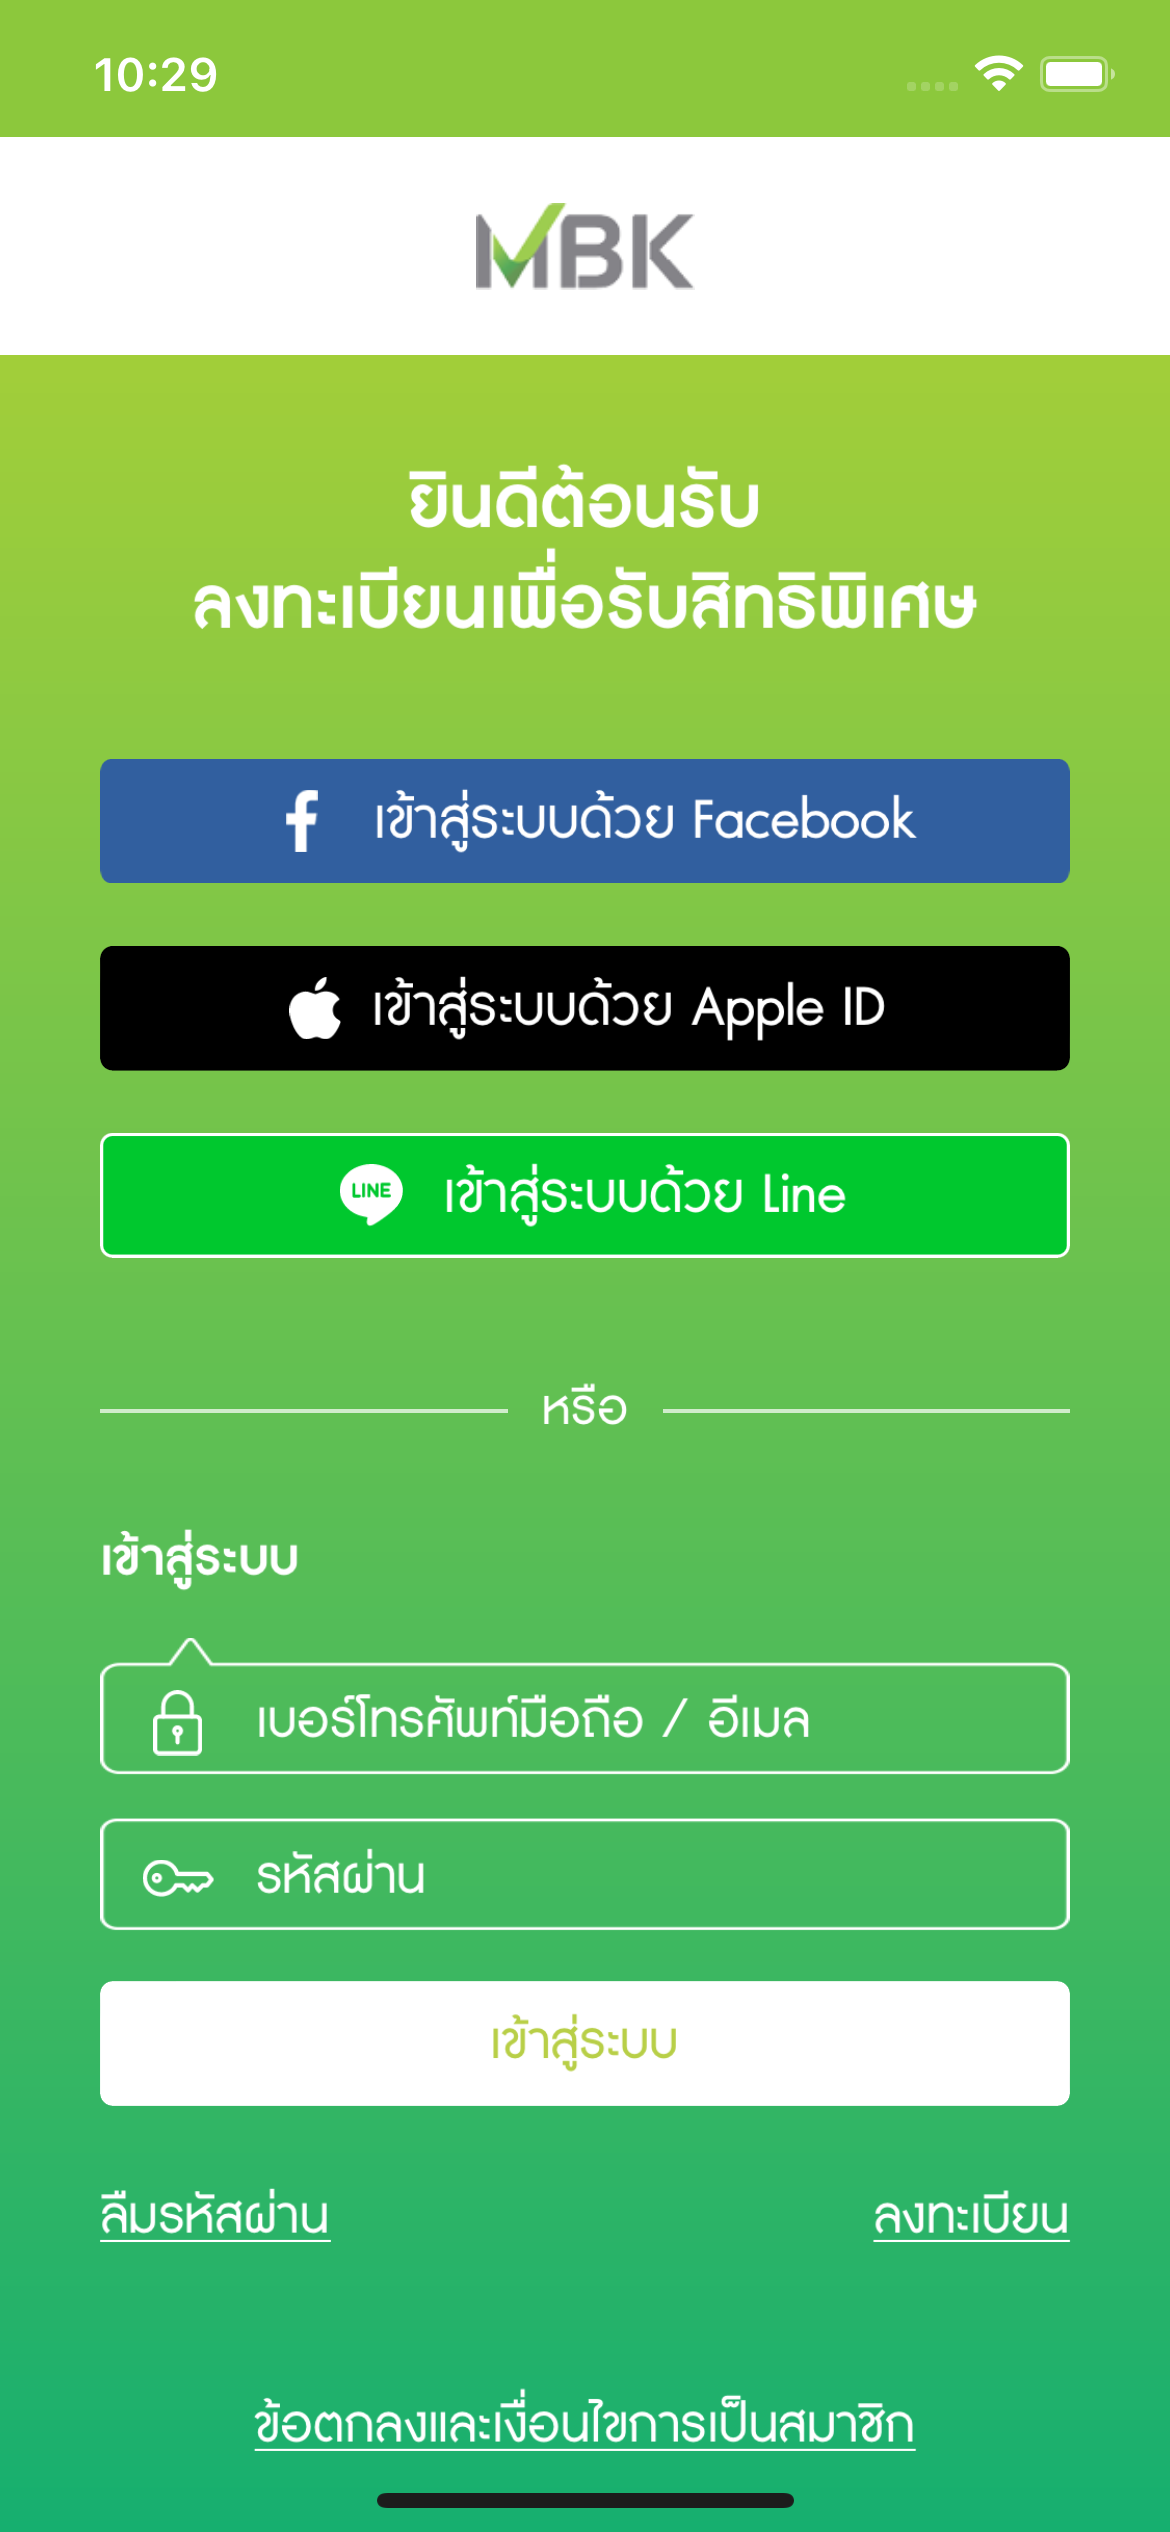 10:29
MBK
ยินดีต้อนรับ
ลงทะเบียนเพื่อรับสิทธิพิเศษ
เข้าสู่ระบบด้วย Facebook
เข้าสู่ระบบด้วย Apple ID
LINE เข้าสู่ระบบด้วย Line
หรือ
เข้าสู่ระบบ
เบอร์โทรศัพท์มือถือ / อีเมล
รหัสผ่าน
เข้าสู่ระบบ
ลืมรหัสผ่าน ลงทะเบียน
ข้อตกลงและเงื่อนไขการเป็นสมาชิก